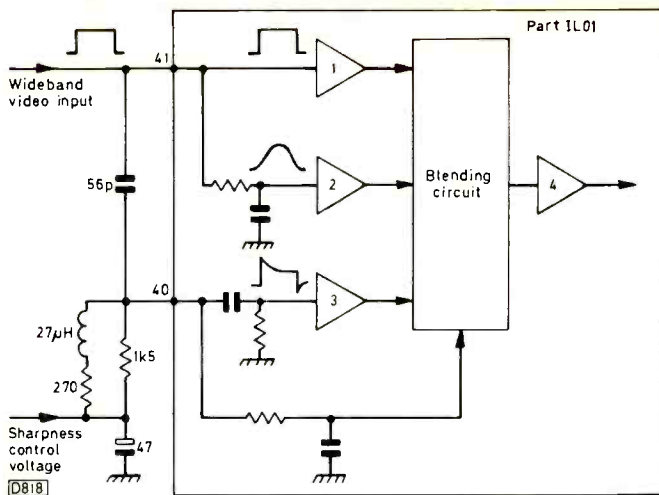 Part IL01
41
Wideband
video input
1
56p
2
Blending
circuit
4
40
3
27µH
1k5
270
Sharpness
control
voltage
47
D818